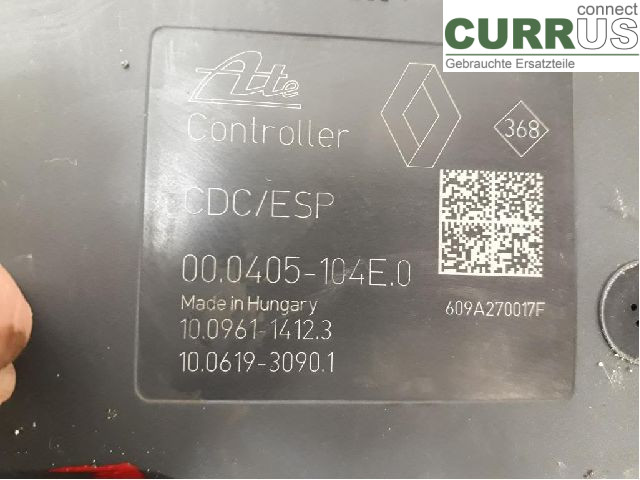 connect
CURRUS
Gebrauchte Ersatzteile
Ate
Controller
368
CDC/ESP
00.0405-104E.0
Made in Hungary
609A270017F
10.0961-1412.3
10.0619-3090.1